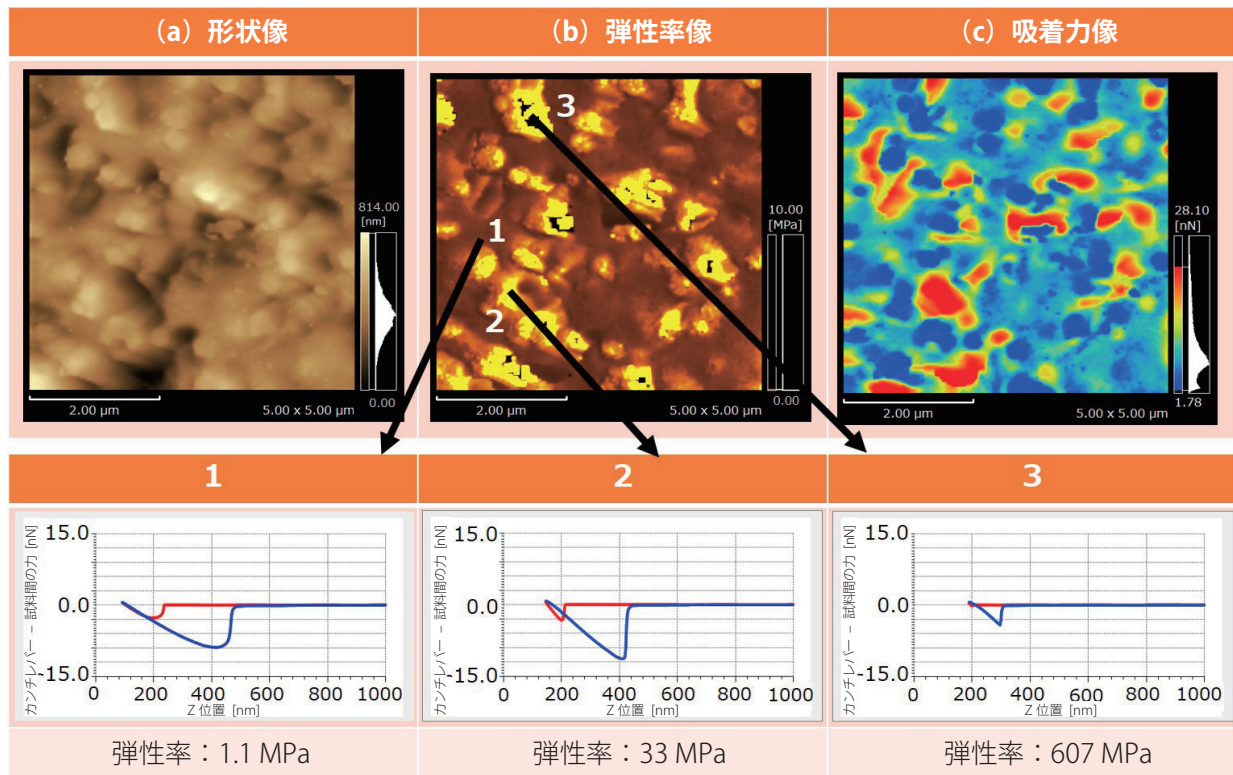 （a）形状像
（b）弾性率像
（c）吸着力像
814.00
[nm]
0.00
2.00 µm
5.00 x 5.00 µm
3
1
2
10.00
[MPa]
0.00
2.00 µm
5.00 x 5.00 µm
28.10
[nN]
1.78
2.00 µm
5.00 x 5.00 µm
1
2
3
カンチレバー – 試料間の力 [nN]
15.0
0.0
-15.0
0
200
400
600
800
1000
Z 位置 [nm]
カンチレバー – 試料間の力 [nN]
15.0
0.0
-15.0
0
200
400
600
800
1000
Z 位置 [nm]
カンチレバー – 試料間の力 [nN]
15.0
0.0
-15.0
0
200
400
600
800
1000
Z 位置 [nm]
弾性率：1.1 MPa
弾性率：33 MPa
弾性率：607 MPa